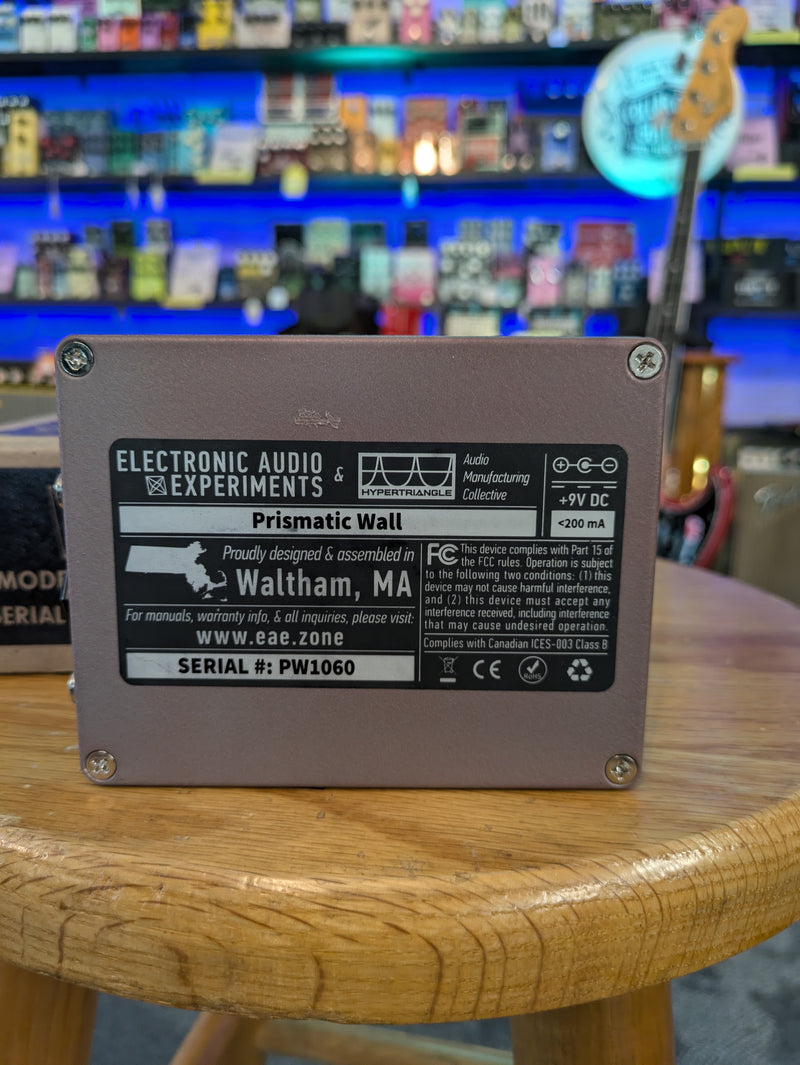 ELECTRONIC AUDIO
EXPERIMENTS
&
HYPERTRIANGLE
Audio
Manufacturing
Collective
+9V DC
<200 mA
Prismatic Wall
Proudly designed & assembled in
Waltham, MA
For manuals, warranty info, & all inquiries, please visit:
www.eae.zone
SERIAL #: PW1060
FC This device complies with Part 15 of
the FCC rules. Operation is subject
to the following two conditions: (1) this
device may not cause harmful interference,
and (2) this device must accept any
interference received, including interference
that may cause undesired operation.
Complies with Canadian ICES-003 Class B
CE
RoHS
SERIAL